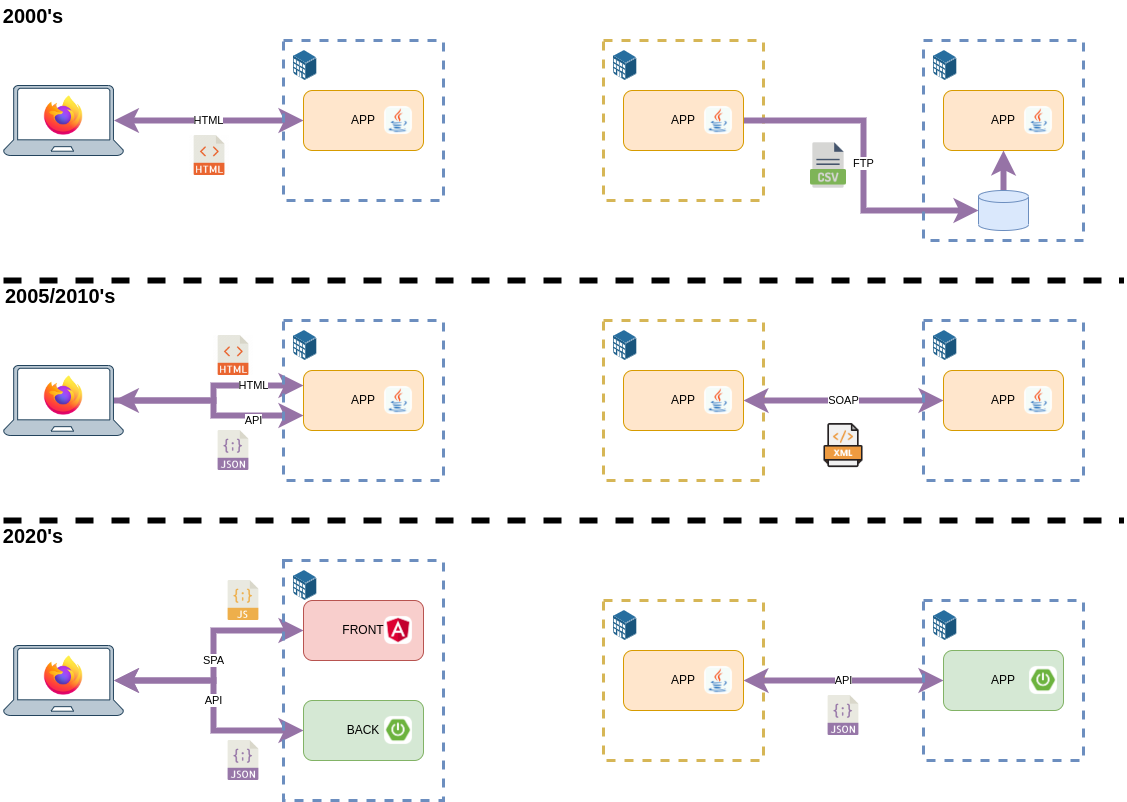 2000's
HTML
HTML
APP
APP
CSV
FTP
APP
2005/2010's
HTML
HTML
API
JSON
APP
APP
SOAP
XML
APP
2020's
JS
SPA
API
JSON
FRONT
BACK
APP
API
JSON
APP